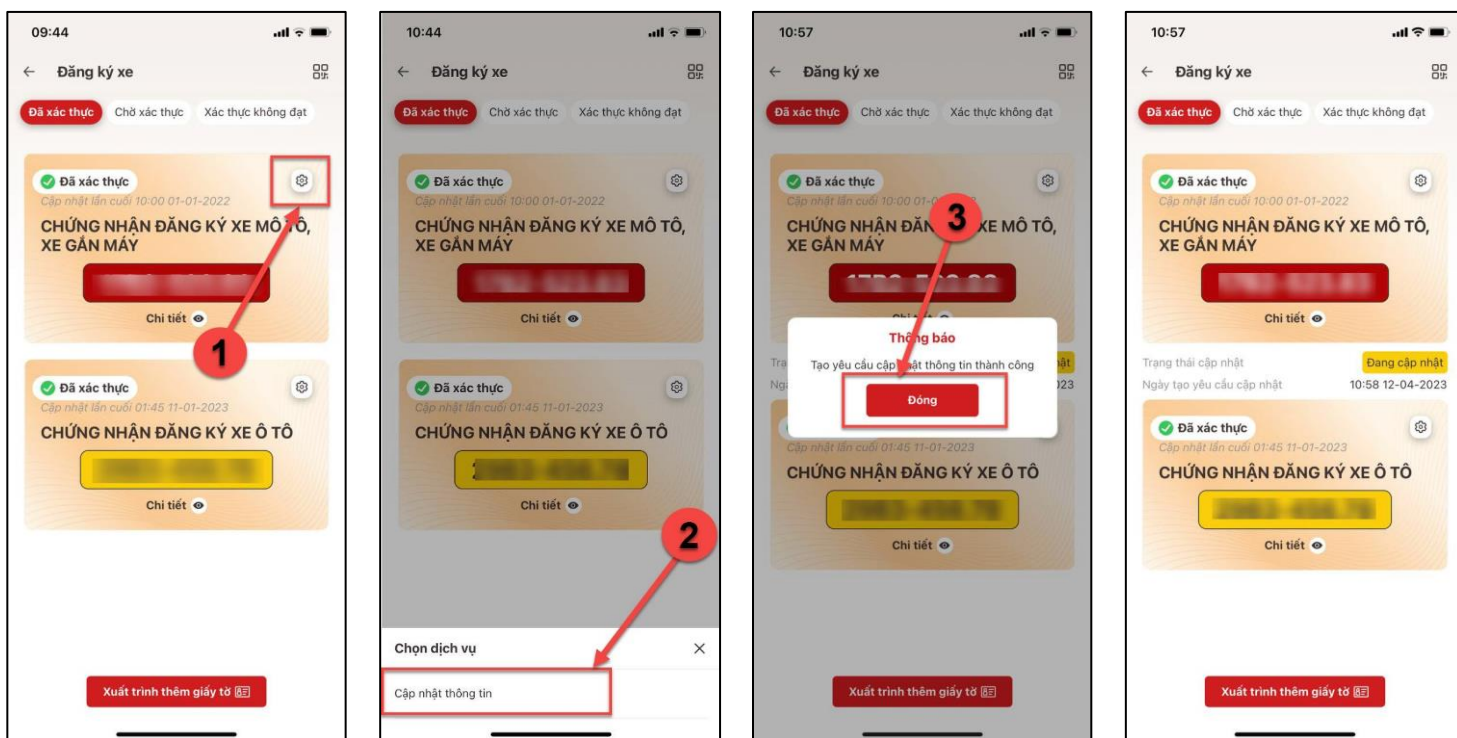 09:44
Đăng ký xe
Đã xác thực
Chờ xác thực
Xác thực không đạt
Đã xác thực
Cập nhật lần cuối 10:00 01-01-2022
CHỨNG NHẬN ĐĂNG KÝ XE MÔ TÔ,
XE GẮN MÁY
Chi tiết
1
Đã xác thực
Cập nhật lần cuối 01:45 11-01-2023
CHỨNG NHẬN ĐĂNG KÝ XE Ô TÔ
Chi tiết
Xuất trình thêm giấy tờ
10:44
Đăng ký xe
Đã xác thực
Chờ xác thực
Xác thực không đạt
Đã xác thực
Cập nhật lần cuối 10:00 01-01-2022
CHỨNG NHẬN ĐĂNG KÝ XE MÔ TÔ,
XE GẮN MÁY
Chi tiết
Đã xác thực
Cập nhật lần cuối 01:45 11-01-2023
CHỨNG NHẬN ĐĂNG KÝ XE Ô TÔ
Chi tiết
2
Chọn dịch vụ
Cập nhật thông tin
10:57
Đăng ký xe
Đã xác thực
Chờ xác thực
Xác thực không đạt
Đã xác thực
Cập nhật lần cuối 10:00
3
CHỨNG NHẬN XE MÔ TÔ,
XE GẮN MÁY
Thông báo
Tạo yêu cầu cập nhật thông tin thành công
Đóng
Cập nhật lần cuối 01:45 11-01-2023
CHỨNG NHẬN ĐĂNG KÝ XE Ô TÔ
Chi tiết
Xuất trình thêm giấy tờ
10:57
Đăng ký xe
Đã xác thực
Chờ xác thực
Xác thực không đạt
Đã xác thực
Cập nhật lần cuối 10:00 01-01-2022
CHỨNG NHẬN ĐĂNG KÝ XE MÔ TÔ,
XE GẮN MÁY
Chi tiết
Trạng thái cập nhật Đang cập nhật
Ngày tạo yêu cầu cập nhật 10:58 12-04-2023
Đã xác thực
Cập nhật lần cuối 01:45 11-01-2023
CHỨNG NHẬN ĐĂNG KÝ XE Ô TÔ
Chi tiết
Xuất trình thêm giấy tờ